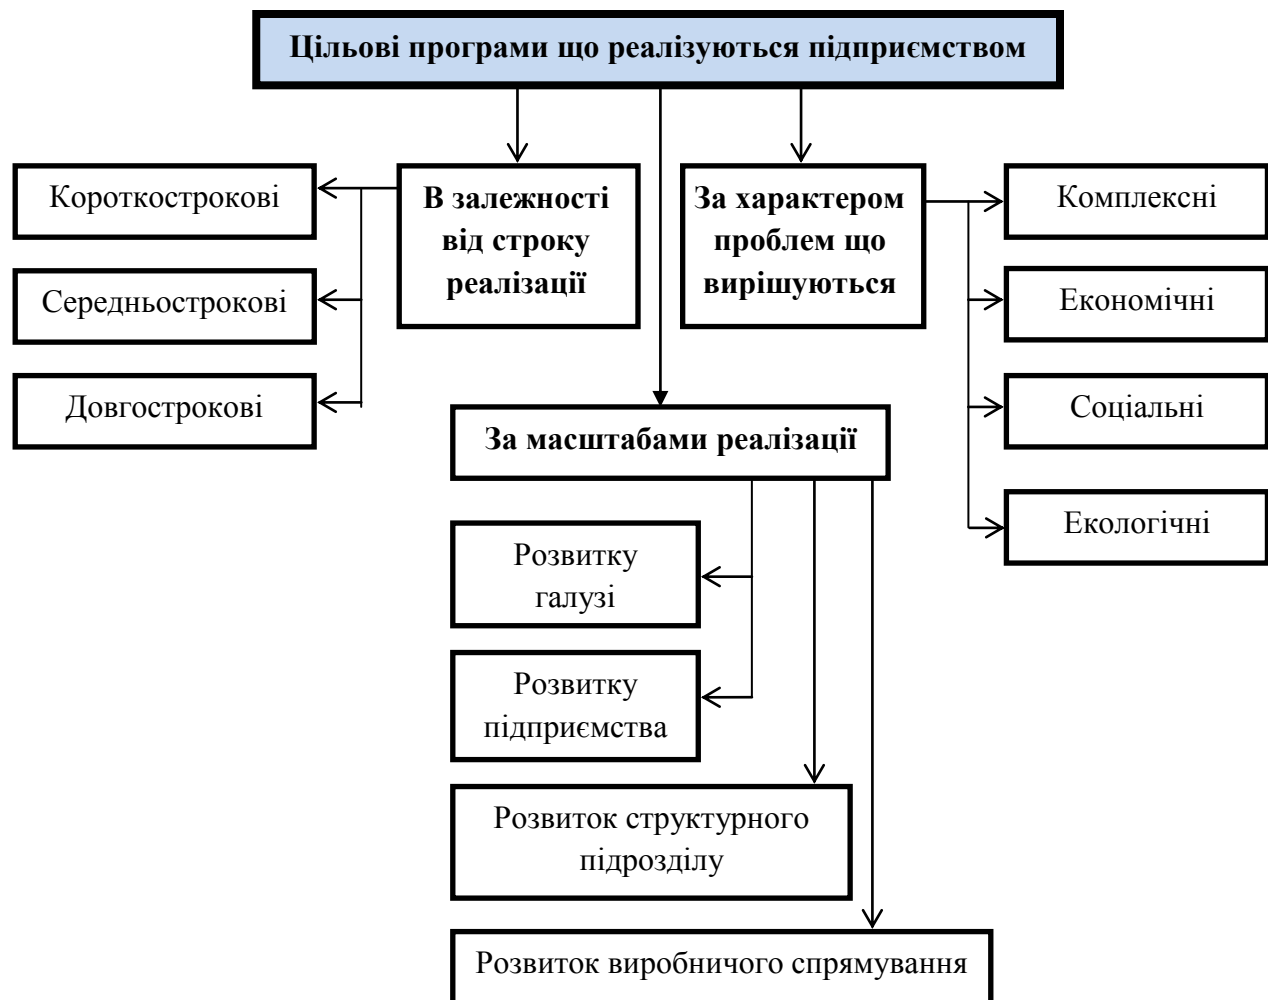 Цільові програми що реалізуються підприємством
Короткострокові
Середньострокові
Довгострокові
В залежності
від строку
реалізації
За характером
проблем що
вирішуються
Комплексні
Економічні
Соціальні
Екологічні
За масштабами реалізації
Розвитку
галузі
Розвитку
підприємства
Розвиток структурного
підрозділу
Розвиток виробничого спрямування